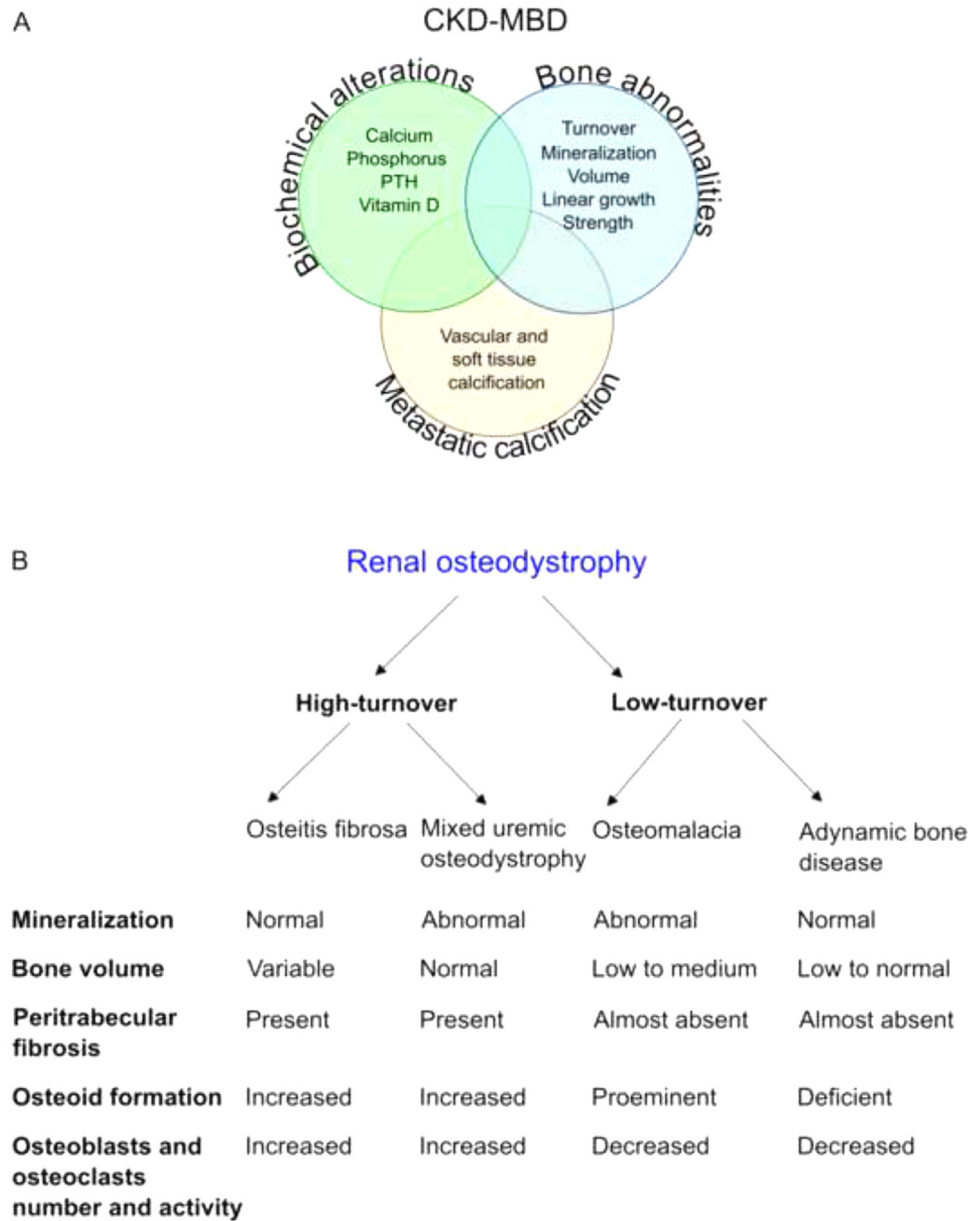 A
CKD-MBD
Biochemical alterations
Bone abnormalities
Calcium
Phosphorus
PTH
Vitamin D
Turnover
Mineralization
Volume
Linear growth
Strength
Vascular and
soft tissue
calcification
Metastatic calcification
B
Renal osteodystrophy
High-turnover
Low-turnover
Osteitis fibrosa
Mixed uremic
osteodystrophy
Osteomalacia
Adynamic bone
disease
Mineralization Normal Abnormal Abnormal Normal
Bone volume Variable Normal Low to medium Low to normal
Peritrabecular
fibrosis
Present Present Almost absent Almost absent
Osteoid formation Increased Increased Proeminent Deficient
Osteoblasts and
osteoclasts
number and activity
Increased Increased Decreased Decreased